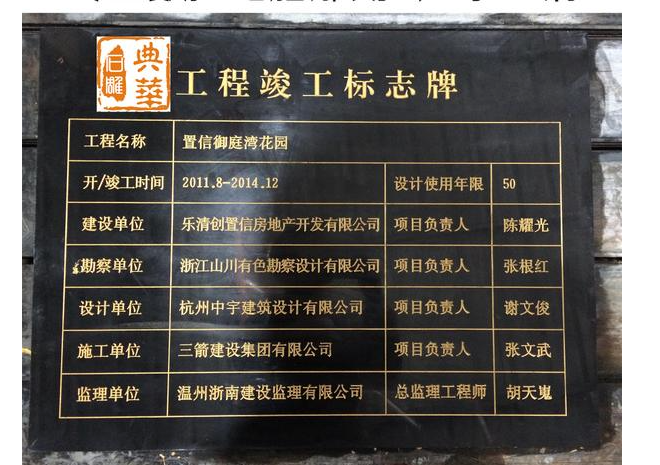 典華石雕
工程竣工标志牌
工程名称 置信御庭湾花园
开/竣工时间 2011.8-2014.12 设计使用年限 50
建设单位 乐清创置信房地产开发有限公司 项目负责人 陈耀光
勘察单位 浙江山川有色勘察设计有限公司 项目负责人 张根红
设计单位 杭州中宇建筑设计有限公司 项目负责人 谢文俊
施工单位 三箭建设集团有限公司 项目负责人 张文武
监理单位 温州浙南建设监理有限公司 总监理工程师 胡天嵬